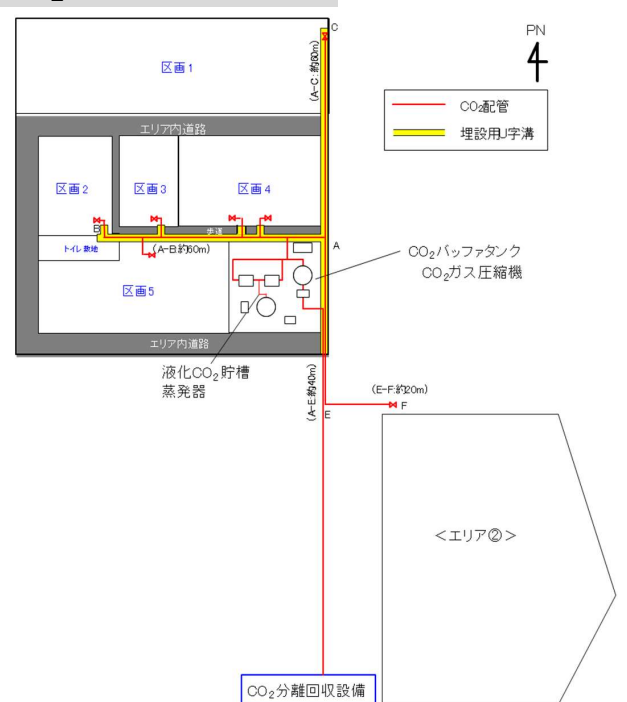 C
PN
区画1
(A-C:約60m)
CO₂配管
埋設用U字溝
エリア内道路
区画2
区画3
区画4
B
歩道
トイレ敷地
(A-B:約60m)
A
CO₂バッファタンク
CO₂ガス圧縮機
区画5
エリア内道路
液化CO₂貯槽
蒸発器
(A-E:約40m)
(E-F:約20m)
F
E
<エリア②>
CO₂分離回収設備